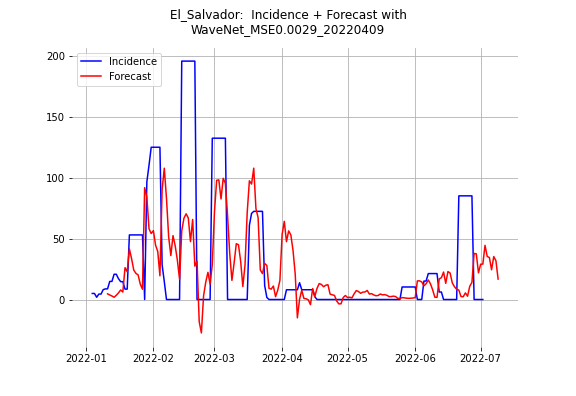 El_Salvador:  Incidence + Forecast with
WaveNet_MSE0.0029_20220409
Incidence
Forecast
200
150
100
50
0
2022-01 2022-02 2022-03 2022-04 2022-05 2022-06 2022-07